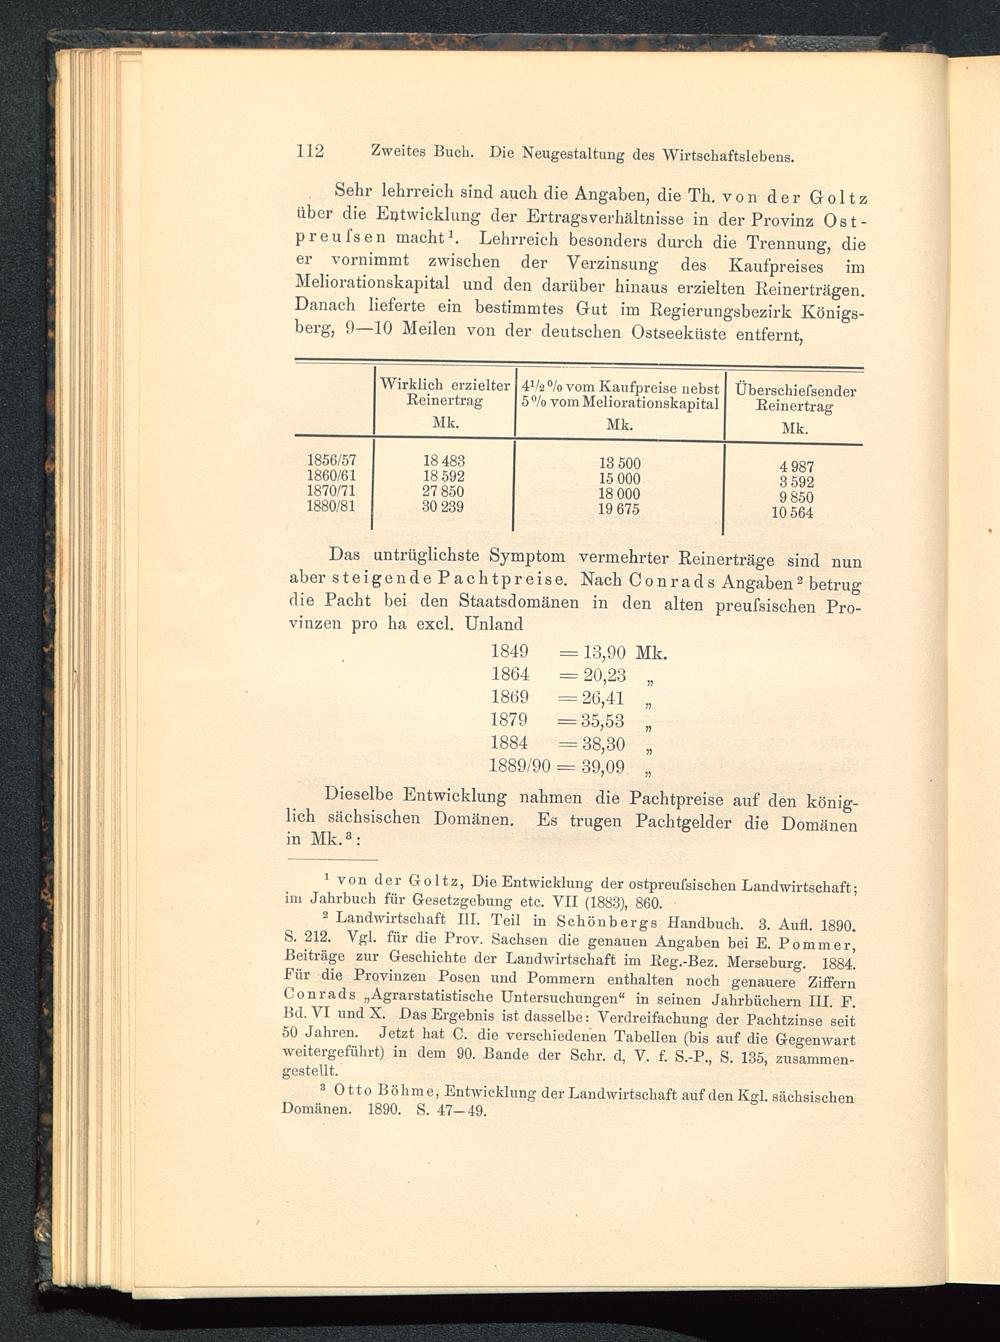 112 Zweites Buch. Die Neugestaltung des Wirtschaftslebens.
Sehr lehrreich sind auch die Angaben, die Th. von der Goltz
über die Entwicklung der Ertragsverhältnisse in der Provinz Ost-
preuſsen macht¹. Lehrreich besonders durch die Trennung, die
er vornimmt zwischen der Verzinsung des Kaufpreises im
Meliorationskapital und den darüber hinaus erzielten Reinerträgen.
Danach lieferte ein bestimmtes Gut im Regierungsbezirk Königs-
berg, 9—10 Meilen von der deutschen Ostseeküste entfernt,
Wirklich erzielter Reinertrag Mk. | 4¹/₂ % vom Kaufpreise nebst 5 % vom Meliorationskapital Mk. | Überschieſsender Reinertrag Mk.
1856/57 18 483 13 500 4 987
1860/61 18 592 15 000 3 592
1870/71 27 850 18 000 9 850
1880/81 30 239 19 675 10 564
Das untrüglichste Symptom vermehrter Reinerträge sind nun
aber steigende Pachtpreise. Nach Conrads Angaben² betrug
die Pacht bei den Staatsdomänen in den alten preuſsischen Pro-
vinzen pro ha excl. Unland
1849 = 13,90 Mk.
1864 = 20,23 „
1869 = 26,41 „
1879 = 35,53 „
1884 = 38,30 „
1889/90 = 39,09 „
Dieselbe Entwicklung nahmen die Pachtpreise auf den könig-
lich sächsischen Domänen. Es trugen Pachtgelder die Domänen
in Mk.³:
¹ von der Goltz, Die Entwicklung der ostpreuſsischen Landwirtschaft;
im Jahrbuch für Gesetzgebung etc. VII (1883), 860.
² Landwirtschaft III. Teil in Schönbergs Handbuch. 3. Aufl. 1890.
S. 212. Vgl. für die Prov. Sachsen die genauen Angaben bei E. Pommer,
Beiträge zur Geschichte der Landwirtschaft im Reg.-Bez. Merseburg. 1884.
Für die Provinzen Posen und Pommern enthalten noch genauere Ziffern
Conrads „Agrarstatistische Untersuchungen“ in seinen Jahrbüchern III. F.
Bd. VI und X. Das Ergebnis ist dasselbe: Verdreifachung der Pachtzinse seit
50 Jahren. Jetzt hat C. die verschiedenen Tabellen (bis auf die Gegenwart
weitergeführt) in dem 90. Bande der Schr. d, V. f. S.-P., S. 135, zusammen-
gestellt.
³ Otto Böhme, Entwicklung der Landwirtschaft auf den Kgl. sächsischen
Domänen. 1890. S. 47—49.